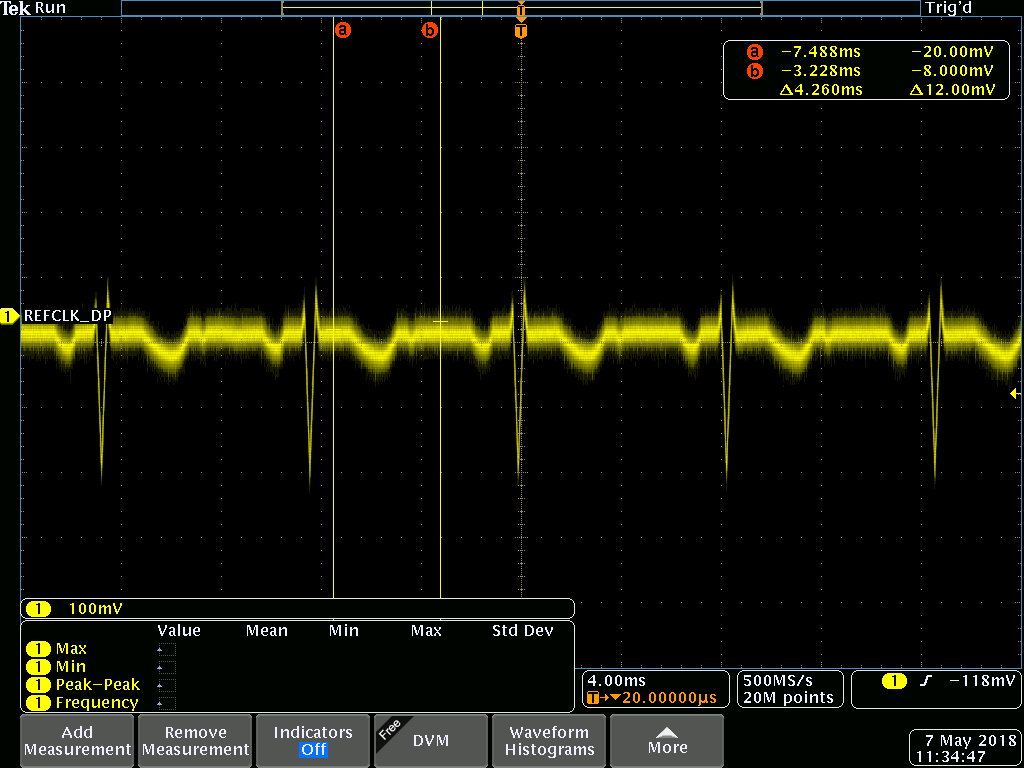 Tek Run Trig'd
a b T
T
a −7.488ms −20.00mV
b −3.228ms −8.000mV
Δ4.260ms Δ12.00mV
1 REFCLK_DP
1 100mV
Value Mean Min Max Std Dev
1 Max
1 Min
1 Peak−Peak
1 Frequency
4.00ms
T→▼20.00000µs
500MS/s
20M points
1 ƒ −118mV
Add
Measurement
Remove
Measurement
Indicators
Off
Free
DVM
Waveform
Histograms
More
7 May 2018
11:34:47